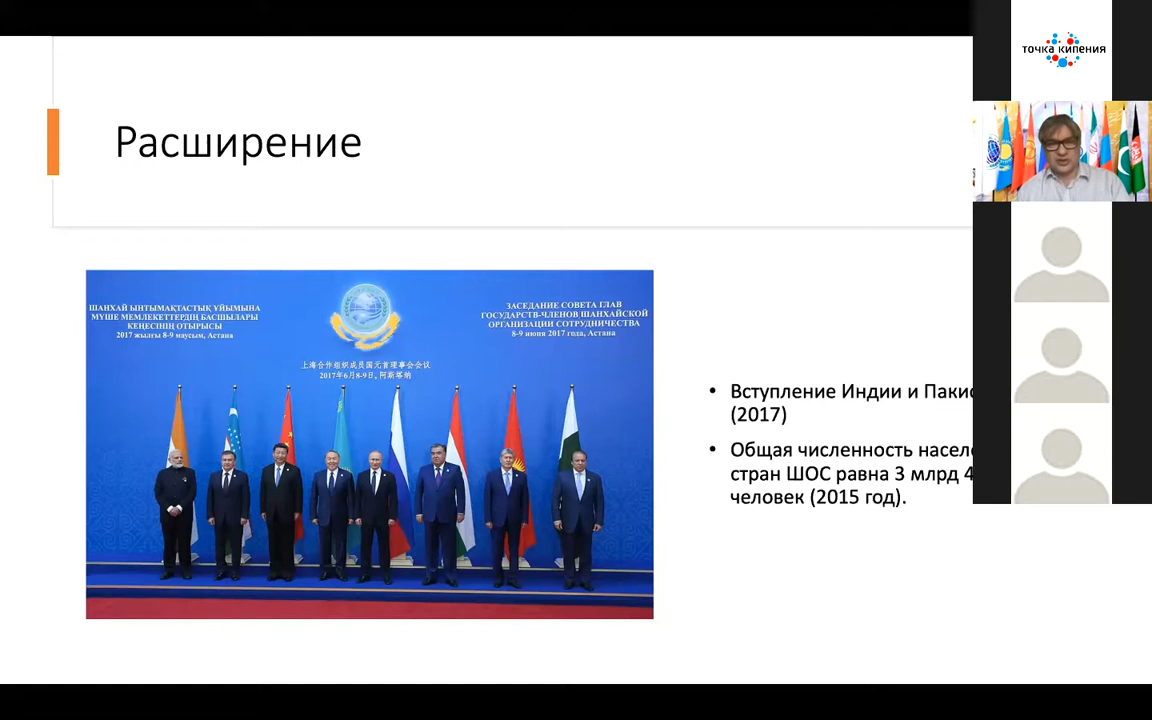 точка кипения
Расширение
ШАНХАЙ ЫНТЫМАҚТАСТЫҚ ҰЙЫМЫНА
МҮШЕ МЕМЛЕКЕТТЕРДІҢ БАСШЫЛАРЫ
КЕҢЕСІНІҢ ОТЫРЫСЫ
2017 жылғы 8-9 маусым, Астана
ЗАСЕДАНИЕ СОВЕТА ГЛАВ
ГОСУДАРСТВ-ЧЛЕНОВ ШАНХАЙСКОЙ
ОРГАНИЗАЦИИ СОТРУДНИЧЕСТВА
8-9 июня 2017 года, Астана
上海合作组织成员国元首理事会会议
2017年6月8-9日, 阿斯塔纳
• Вступление Индии и Пакис
(2017)
• Общая численность населе
стран ШОС равна 3 млрд 4
человек (2015 год).